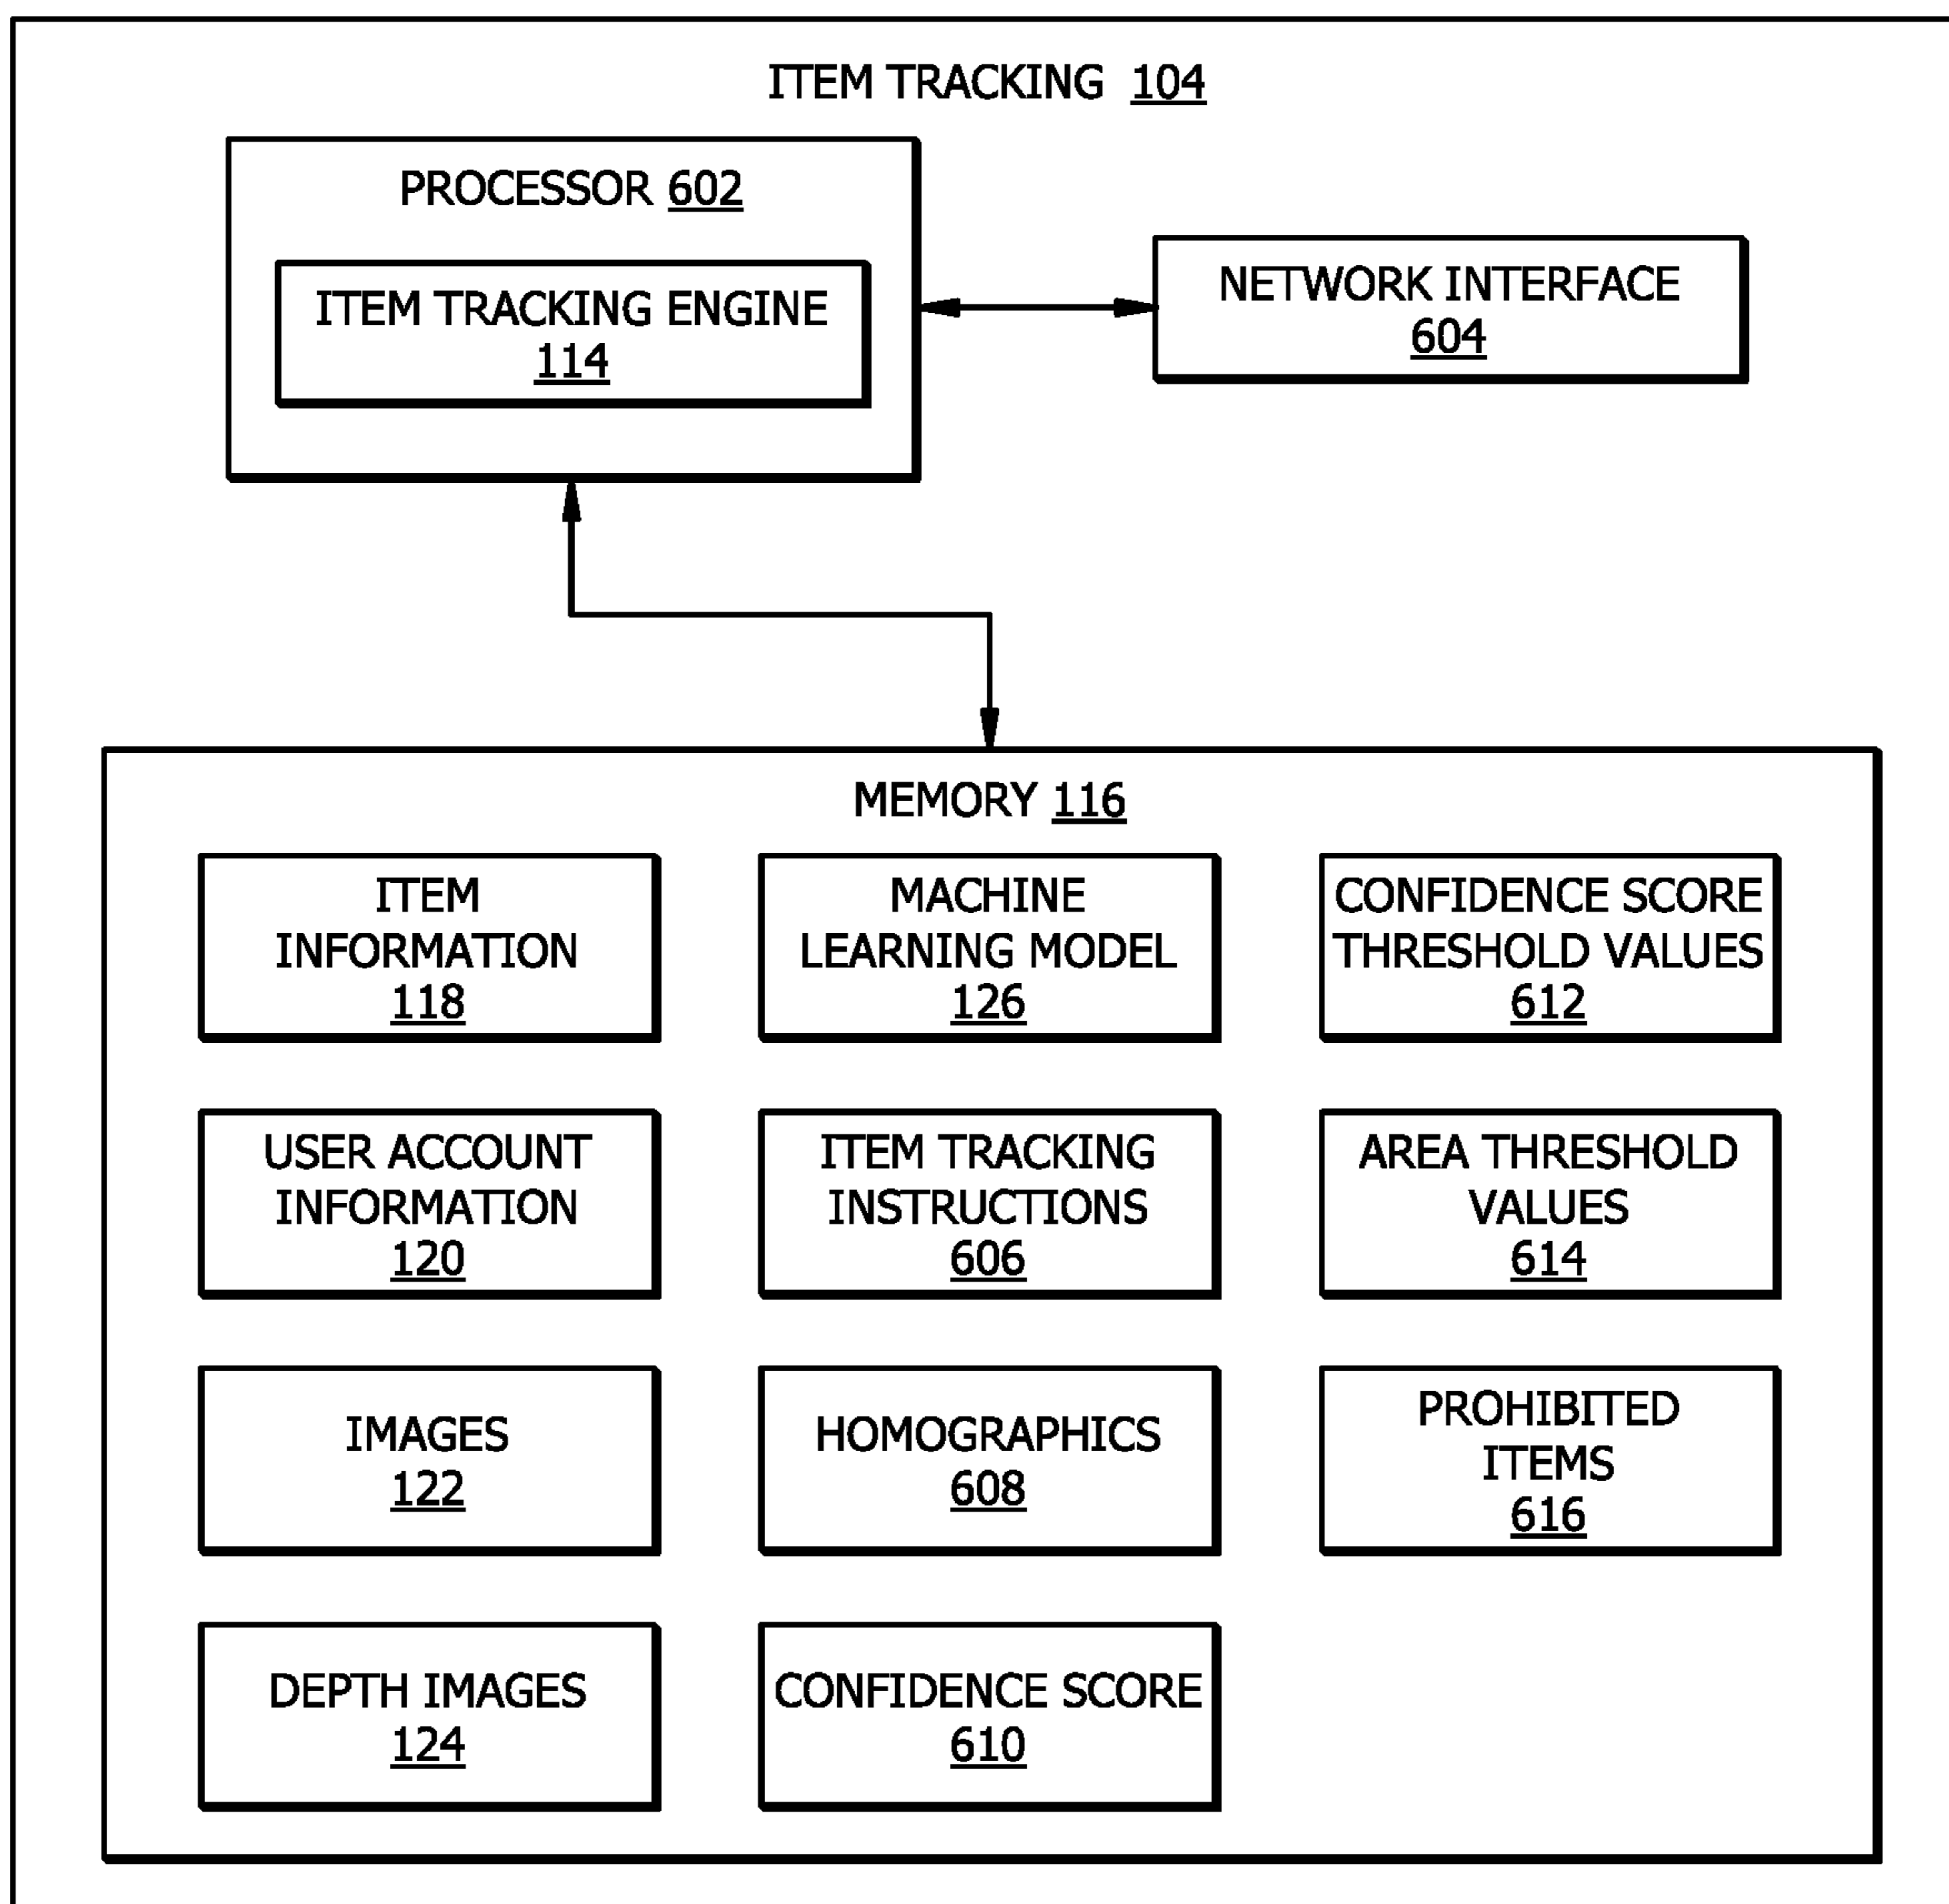 ITEM TRACKING 104
PROCESSOR 602
ITEM TRACKING ENGINE
114
NETWORK INTERFACE
604
MEMORY 116
ITEM
INFORMATION
118
MACHINE
LEARNING MODEL
126
CONFIDENCE SCORE
THRESHOLD VALUES
612
USER ACCOUNT
INFORMATION
120
ITEM TRACKING
INSTRUCTIONS
606
AREA THRESHOLD
VALUES
614
IMAGES
122
HOMOGRAPHICS
608
PROHIBITED
ITEMS
616
DEPTH IMAGES
124
CONFIDENCE SCORE
610